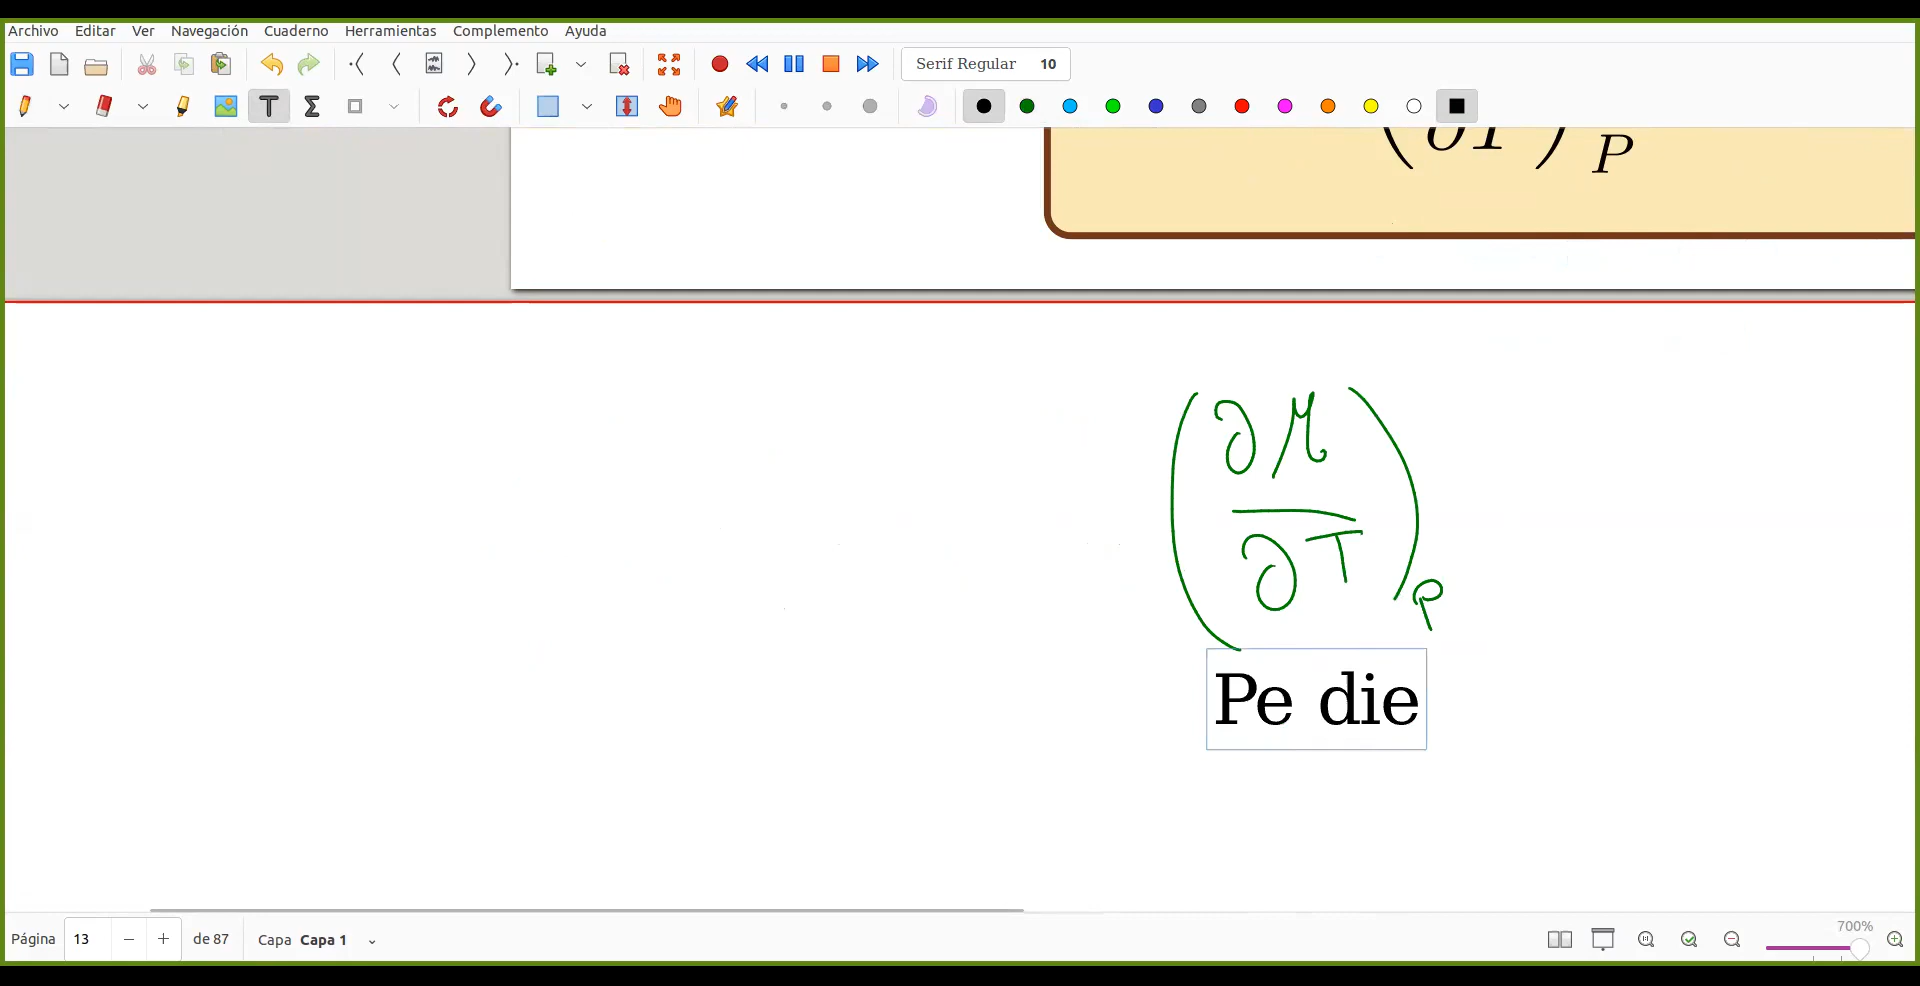 Archivo Editar Ver Navegación Cuaderno Herramientas Complemento Ayuda
Serif Regular 10
T Σ
(∂T)P
(∂μ/∂T)P
Pe die
Página 13 de 87 Capa Capa 1
700%